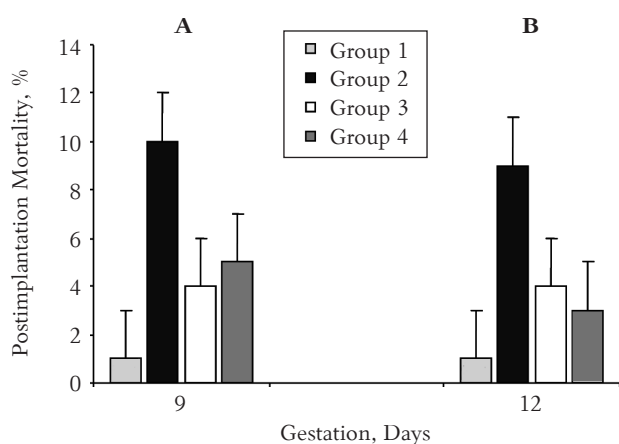 A
B
Group 1
Group 2
Group 3
Group 4
Postimplantation Mortality, %
14
12
10
8
6
4
2
0
9
12
Gestation, Days